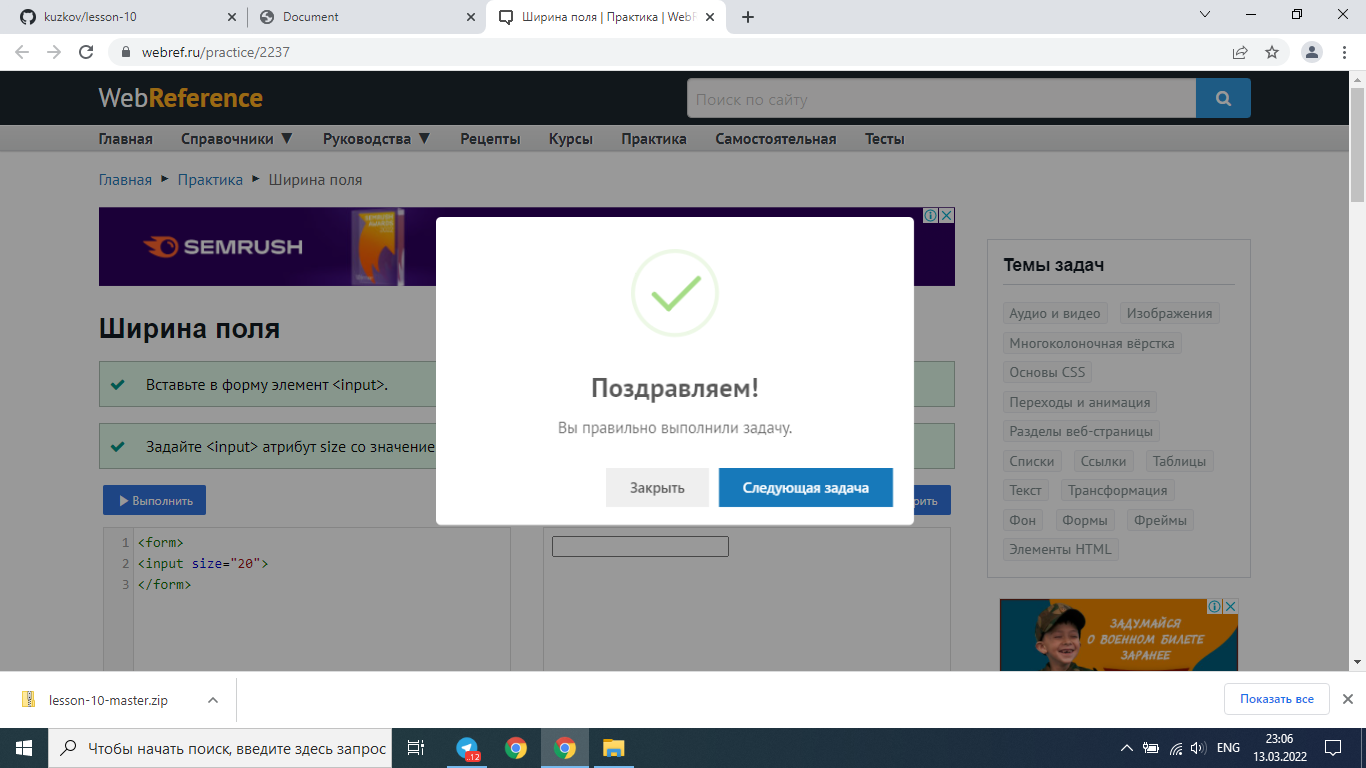 kuzkov/lesson-10
Document
Ширина поля | Практика | WebR
webref.ru/practice/2237
WebReference
Поиск по сайту
Главная Справочники ▼ Руководства ▼ Рецепты Курсы Практика Самостоятельная Тесты
Главная ► Практика ► Ширина поля
SEMRUSH
Ширина поля
Вставьте в форму элемент <input>.
Задайте <input> атрибут size со значение
Выполнить
рить
1 <form>
2 <input size="20">
3 </form>
Поздравляем!
Вы правильно выполнили задачу.
Закрыть
Следующая задача
Темы задач
Аудио и видео Изображения
Многоколоночная вёрстка
Основы CSS
Переходы и анимация
Разделы веб-страницы
Списки Ссылки Таблицы
Текст Трансформация
Фон Формы Фреймы
Элементы HTML
ЗАДУМАЙСЯ
О ВОЕННОМ БИЛЕТЕ
ЗАРАНЕЕ
lesson-10-master.zip
Показать все
Чтобы начать поиск, введите здесь запрос
12
ENG
23:06
13.03.2022